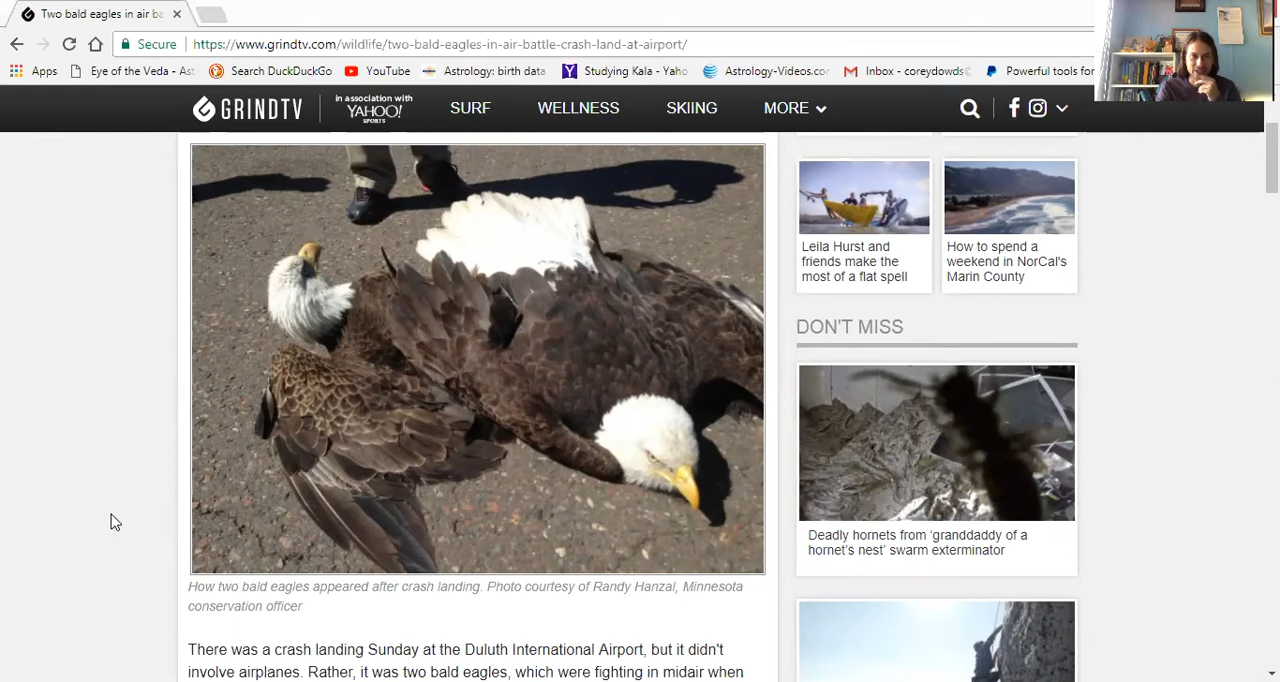 Two bald eagles in air ba
Secure
https://www.grindtv.com/wildlife/two-bald-eagles-in-air-battle-crash-land-at-airport/
Apps
Eye of the Veda - Ast
Search DuckDuckGo
YouTube
Astrology: birth data
Studying Kala - Yaho
Astrology-Videos.cor
Inbox - coreydowds
Powerful tools for
GRINDTV
in association with
YAHOO!
SPORTS
SURF
WELLNESS
SKIING
MORE
Leila Hurst and
friends make the
most of a flat spell
How to spend a
weekend in NorCal's
Marin County
DON'T MISS
Deadly hornets from ‘granddaddy of a
hornet’s nest’ swarm exterminator
How two bald eagles appeared after crash landing. Photo courtesy of Randy Hanzal, Minnesota
conservation officer
There was a crash landing Sunday at the Duluth International Airport, but it didn't
involve airplanes. Rather, it was two bald eagles, which were fighting in midair when